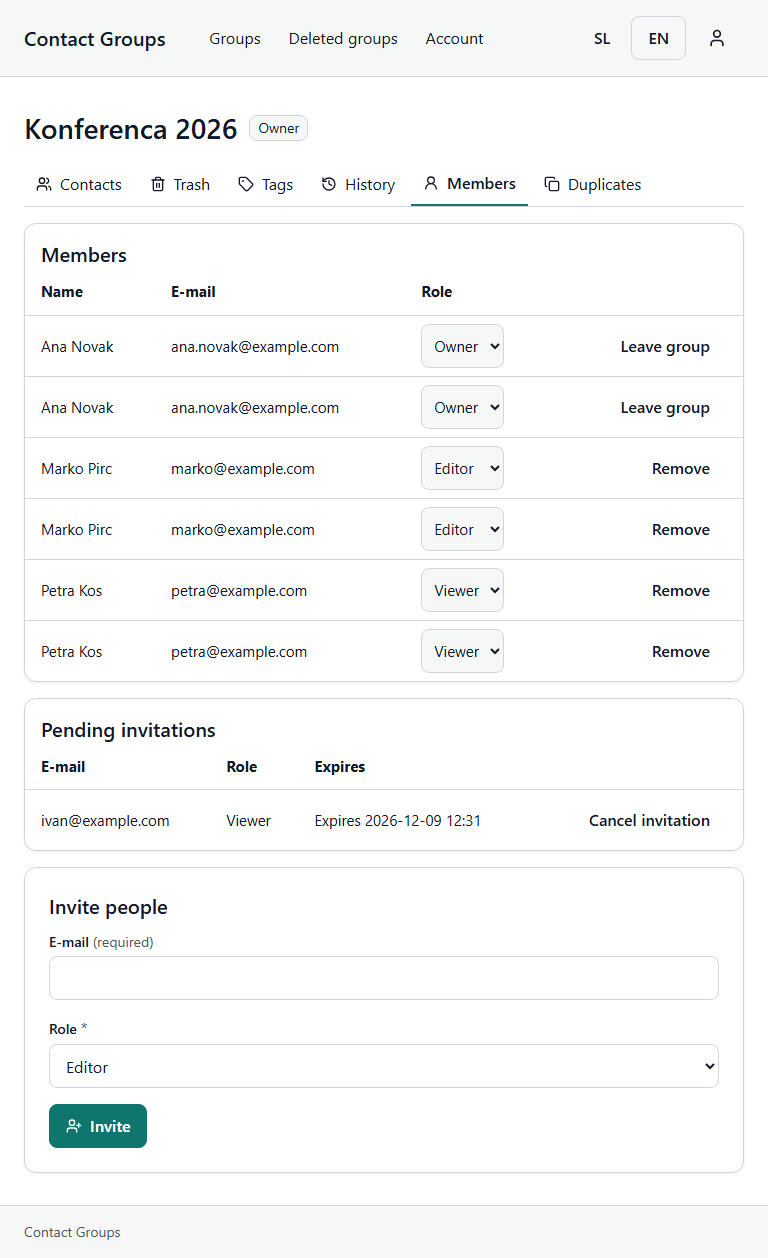 Contact Groups Groups Deleted groups Account SL EN
Konferenca 2026 Owner
Contacts Trash Tags History Members Duplicates
Members
Name E-mail Role
Ana Novak ana.novak@example.com Owner Leave group
Ana Novak ana.novak@example.com Owner Leave group
Marko Pirc marko@example.com Editor Remove
Marko Pirc marko@example.com Editor Remove
Petra Kos petra@example.com Viewer Remove
Petra Kos petra@example.com Viewer Remove
Pending invitations
E-mail Role Expires
ivan@example.com Viewer Expires 2026-12-09 12:31 Cancel invitation
Invite people
E-mail (required)
Role *
Editor
Invite
Contact Groups